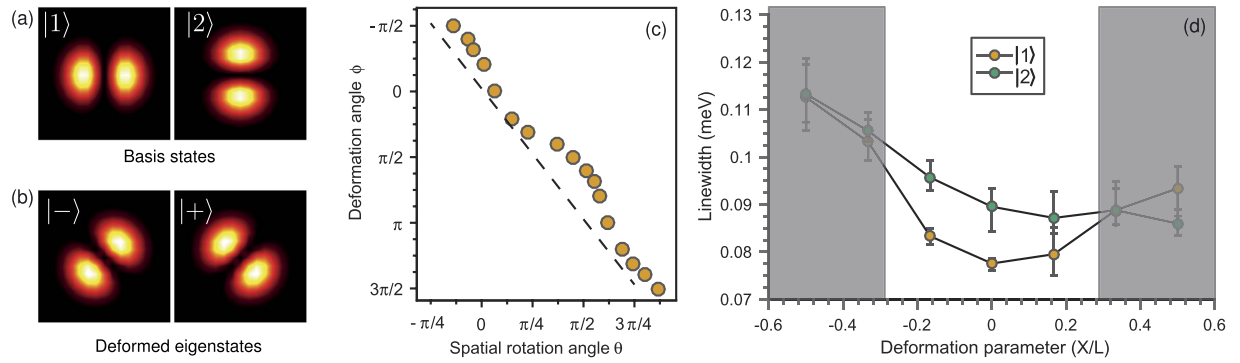 (a)
|1⟩
|2⟩
Basis states
(b)
|−⟩
|+⟩
Deformed eigenstates
(c)
Deformation angle ϕ
-π/2
0
π/2
π
3π/2
-π/4
0
π/4
π/2
3π/4
Spatial rotation angle θ
(d)
|1⟩
|2⟩
Linewidth (meV)
0.13
0.12
0.11
0.1
0.09
0.08
0.07
-0.6
-0.4
-0.2
0
0.2
0.4
0.6
Deformation parameter (X/L)